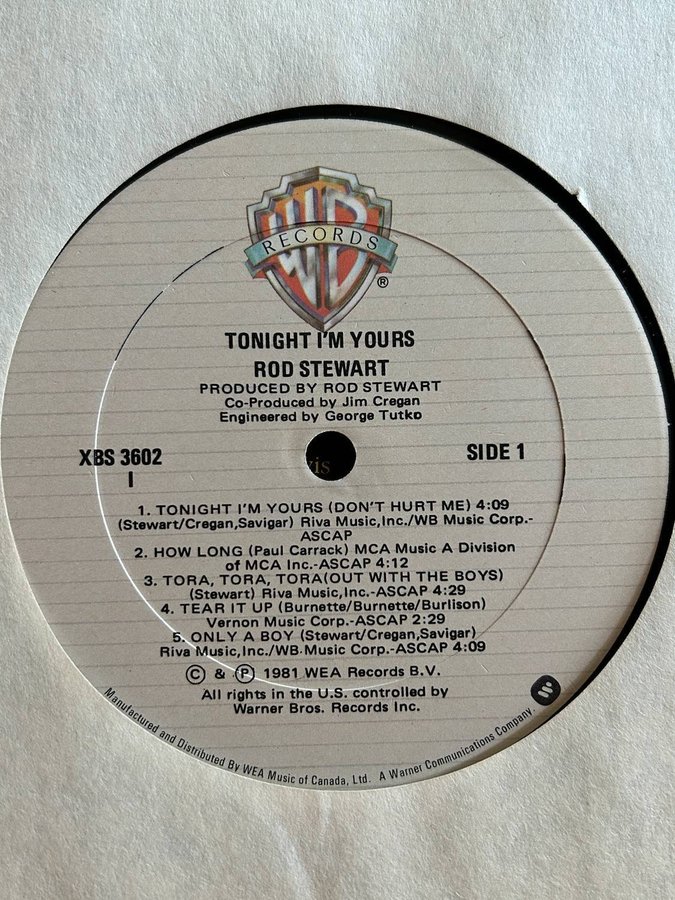 WB
RECORDS
®
TONIGHT I'M YOURS
ROD STEWART
PRODUCED BY ROD STEWART
Co-Produced by Jim Cregan
Engineered by George Tutko
XBS 3602
SIDE 1
I
1. TONIGHT I'M YOURS (DON'T HURT ME) 4:09
(Stewart/Cregan,Savigar) Riva Music,Inc./WB Music Corp.-
ASCAP
2. HOW LONG (Paul Carrack) MCA Music A Division
of MCA Inc.-ASCAP 4:12
3. TORA, TORA, TORA(OUT WITH THE BOYS)
(Stewart) Riva Music,Inc.-ASCAP 4:29
4. TEAR IT UP (Burnette/Burnette/Burlison)
Vernon Music Corp.-ASCAP 2:29
5. ONLY A BOY (Stewart/Cregan,Savigar)
Riva Music,Inc./WB Music Corp.-ASCAP 4:09
© & ℗ 1981 WEA Records B.V.
All rights in the U.S. controlled by
Warner Bros. Records Inc.
Manufactured and Distributed By WEA Music of Canada, Ltd. A Warner Communications Company.